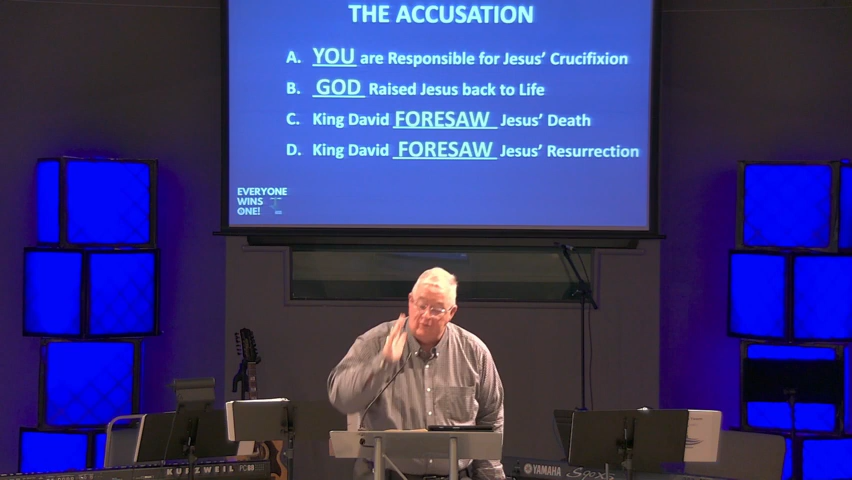 THE ACCUSATION
A. YOU are Responsible for Jesus' Crucifixion
B. GOD Raised Jesus back to Life
C. King David FORESAW Jesus' Death
D. King David FORESAW Jesus' Resurrection
EVERYONE
WINS
ONE!
KURZWEIL PC88
YAMAHA